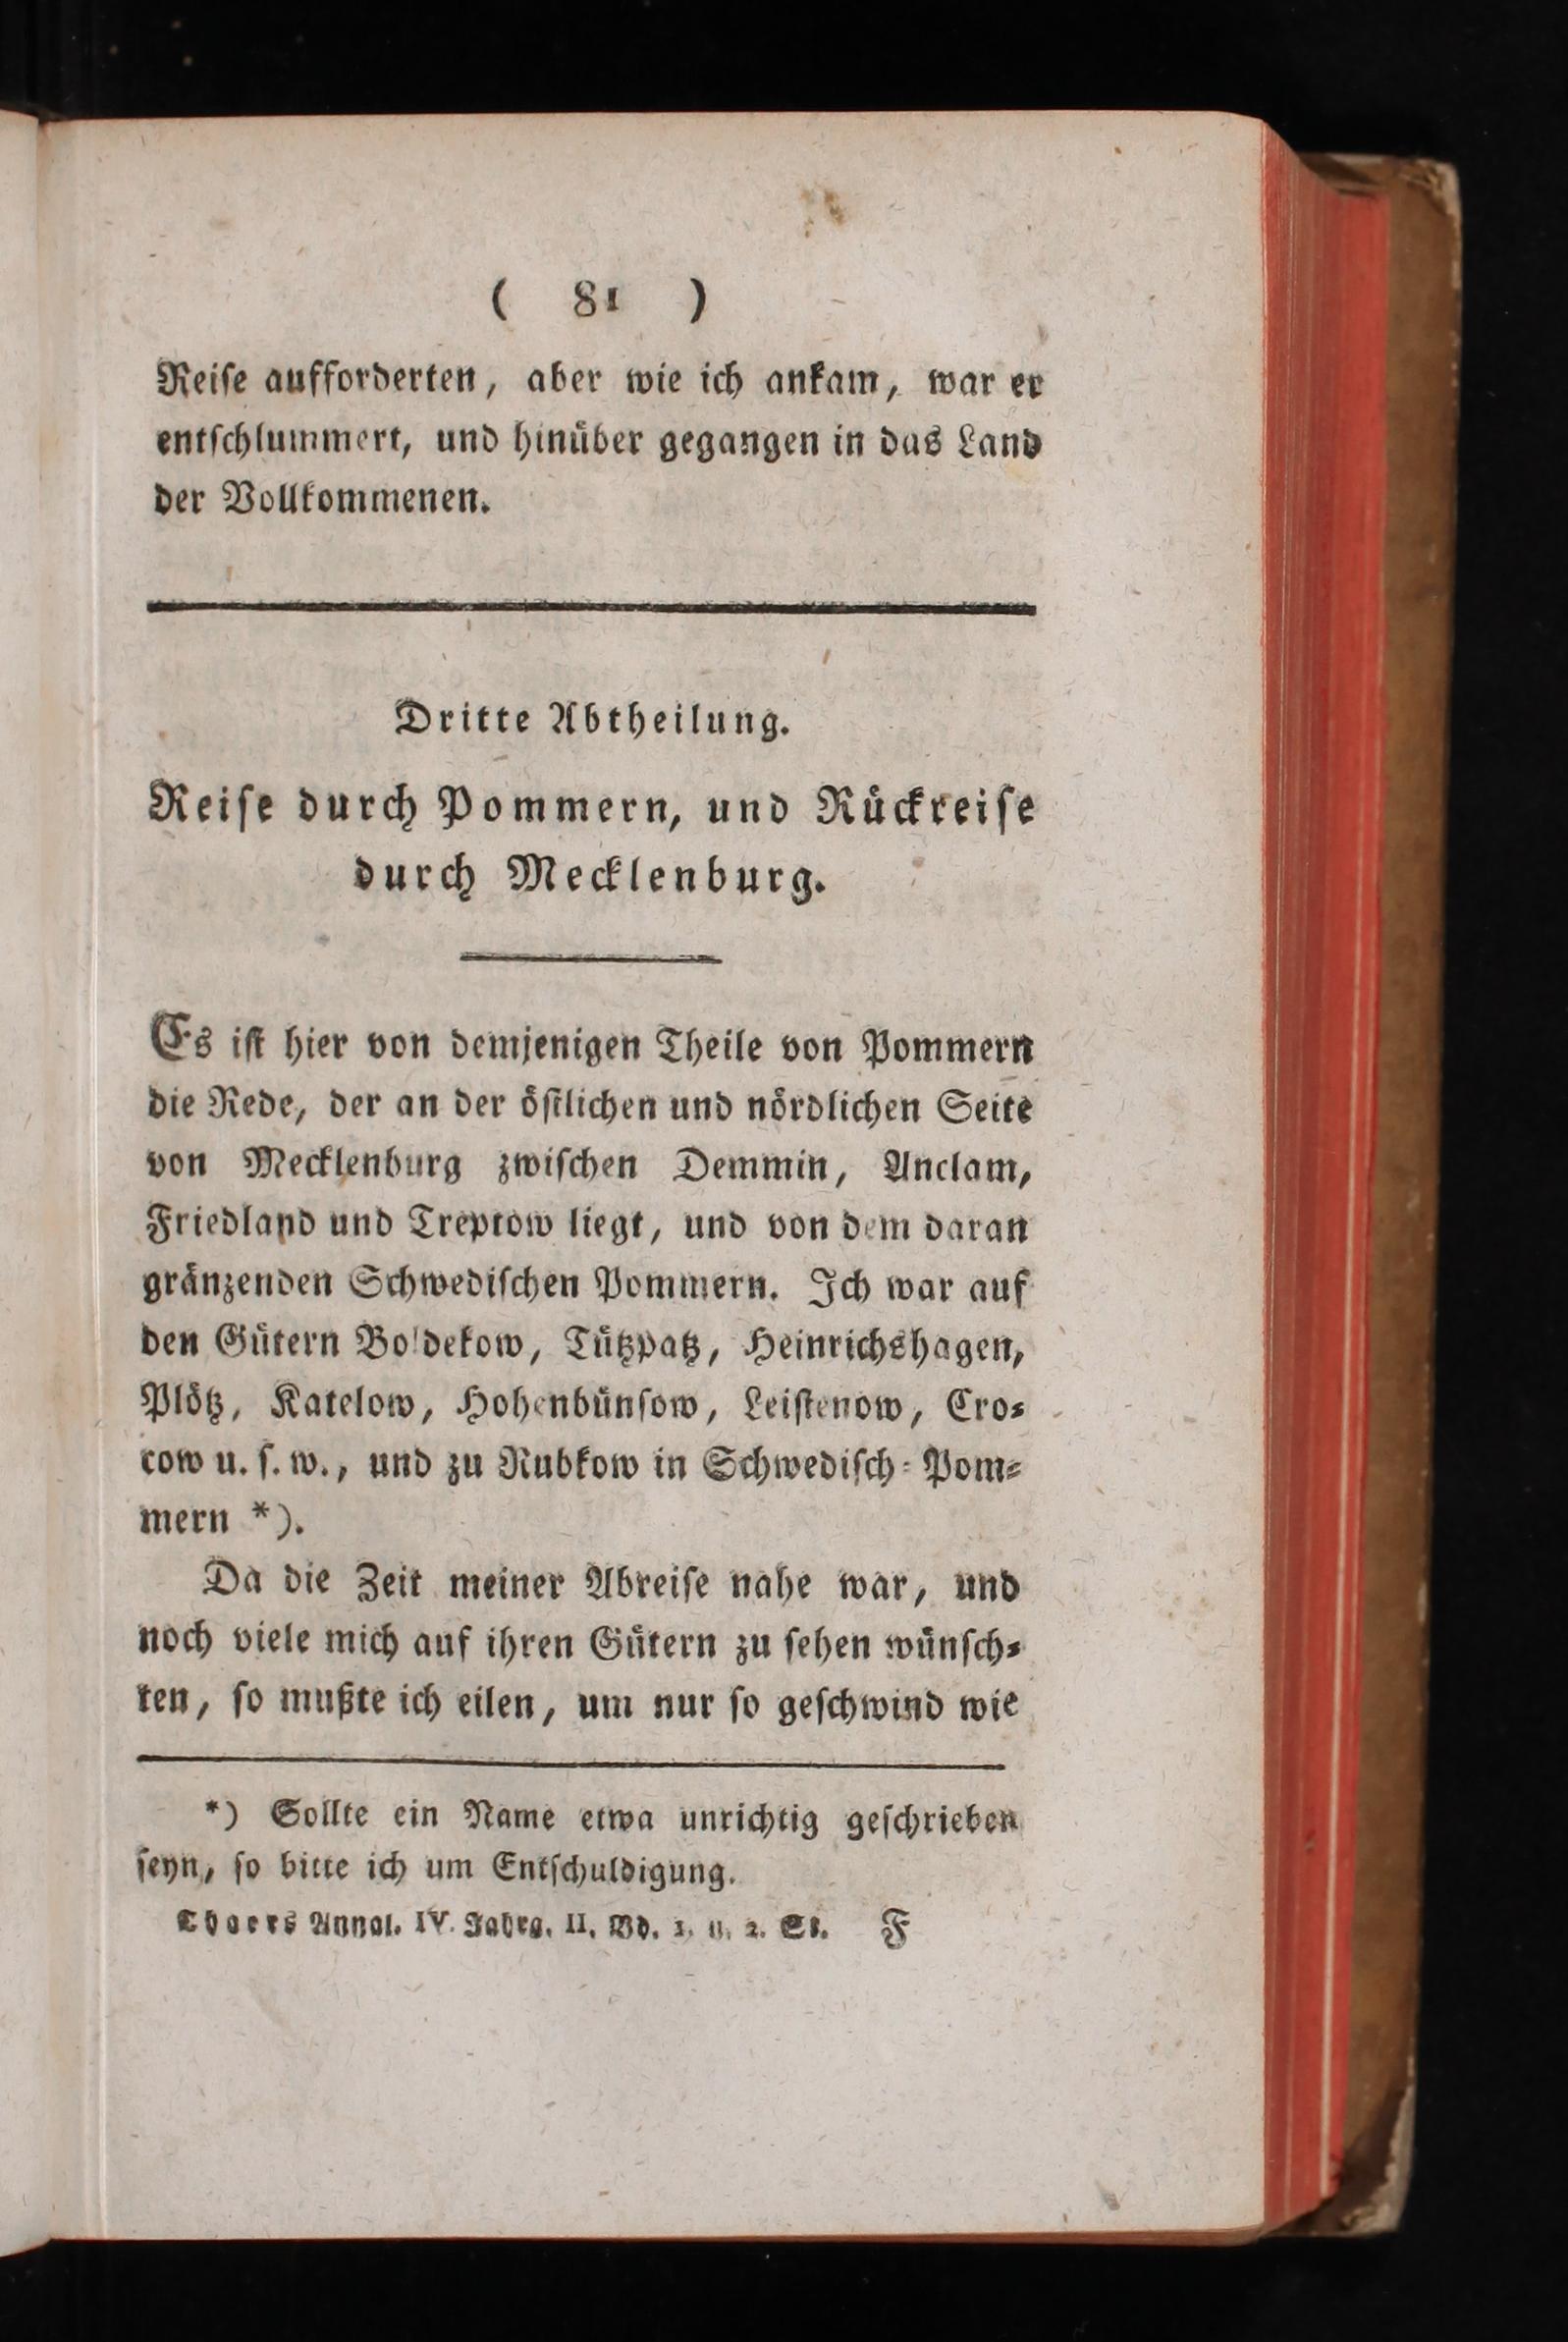 ( 81 )
Reiſe aufforderten, aber wie ich ankam, war er
entſchlummert, und hinüber gegangen in das Land
der Vollkommenen.
Dritte Abtheilung.
Reiſe durch Pommern, und Rückreiſe
durch Mecklenburg.
Es iſt hier von demjenigen Theile von Pommern
die Rede, der an der öſtlichen und nördlichen Seite
von Mecklenburg zwiſchen Demmin, Anclam,
Friedland und Treptow liegt, und von dem daran
gränzenden Schwediſchen Pommern. Ich war auf
den Gütern Boldekow, Tützpatz, Heinrichshagen,
Plötz, Katelow, Hohenbünſow, Leiſtenow, Cro⸗
cow u. ſ. w., und zu Rubkow in Schwediſch⸗Pom⸗
mern *).
Da die Zeit meiner Abreiſe nahe war, und
noch viele mich auf ihren Gütern zu ſehen wünſch⸗
ten, ſo mußte ich eilen, um nur ſo geſchwind wie
*) Sollte ein Name etwa unrichtig geſchrieben
ſeyn, ſo bitte ich um Entſchuldigung.
Thaers Annal. IV. Jahrg. II. Bd. 1. u. 2. St. F